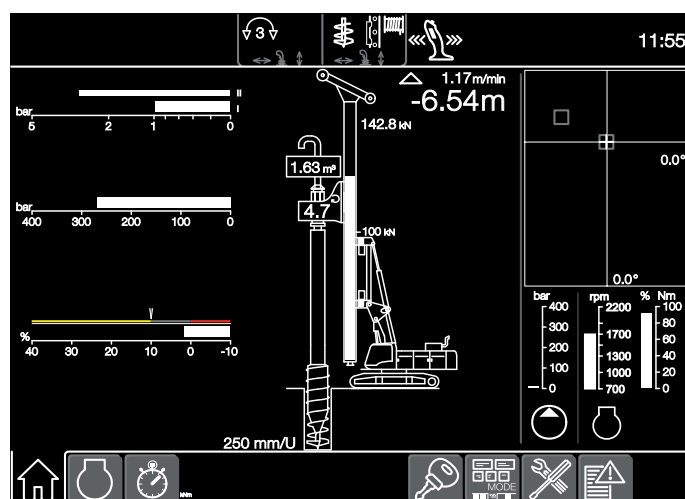 3
11:55
1.17 m/min
-6.54m
II
I
bar
5 2 1 0
142.8 kN
1.63 m³
0.0°
bar
400 300 200 100 0
4.7
100 kN
0.0°
bar rpm % Nm
400 2200 100
300 1700 80
200 1300 60
100 1000 40
0 700 20
0
%
40 30 20 10 0 -10
250 mm/U
kNm
MODE